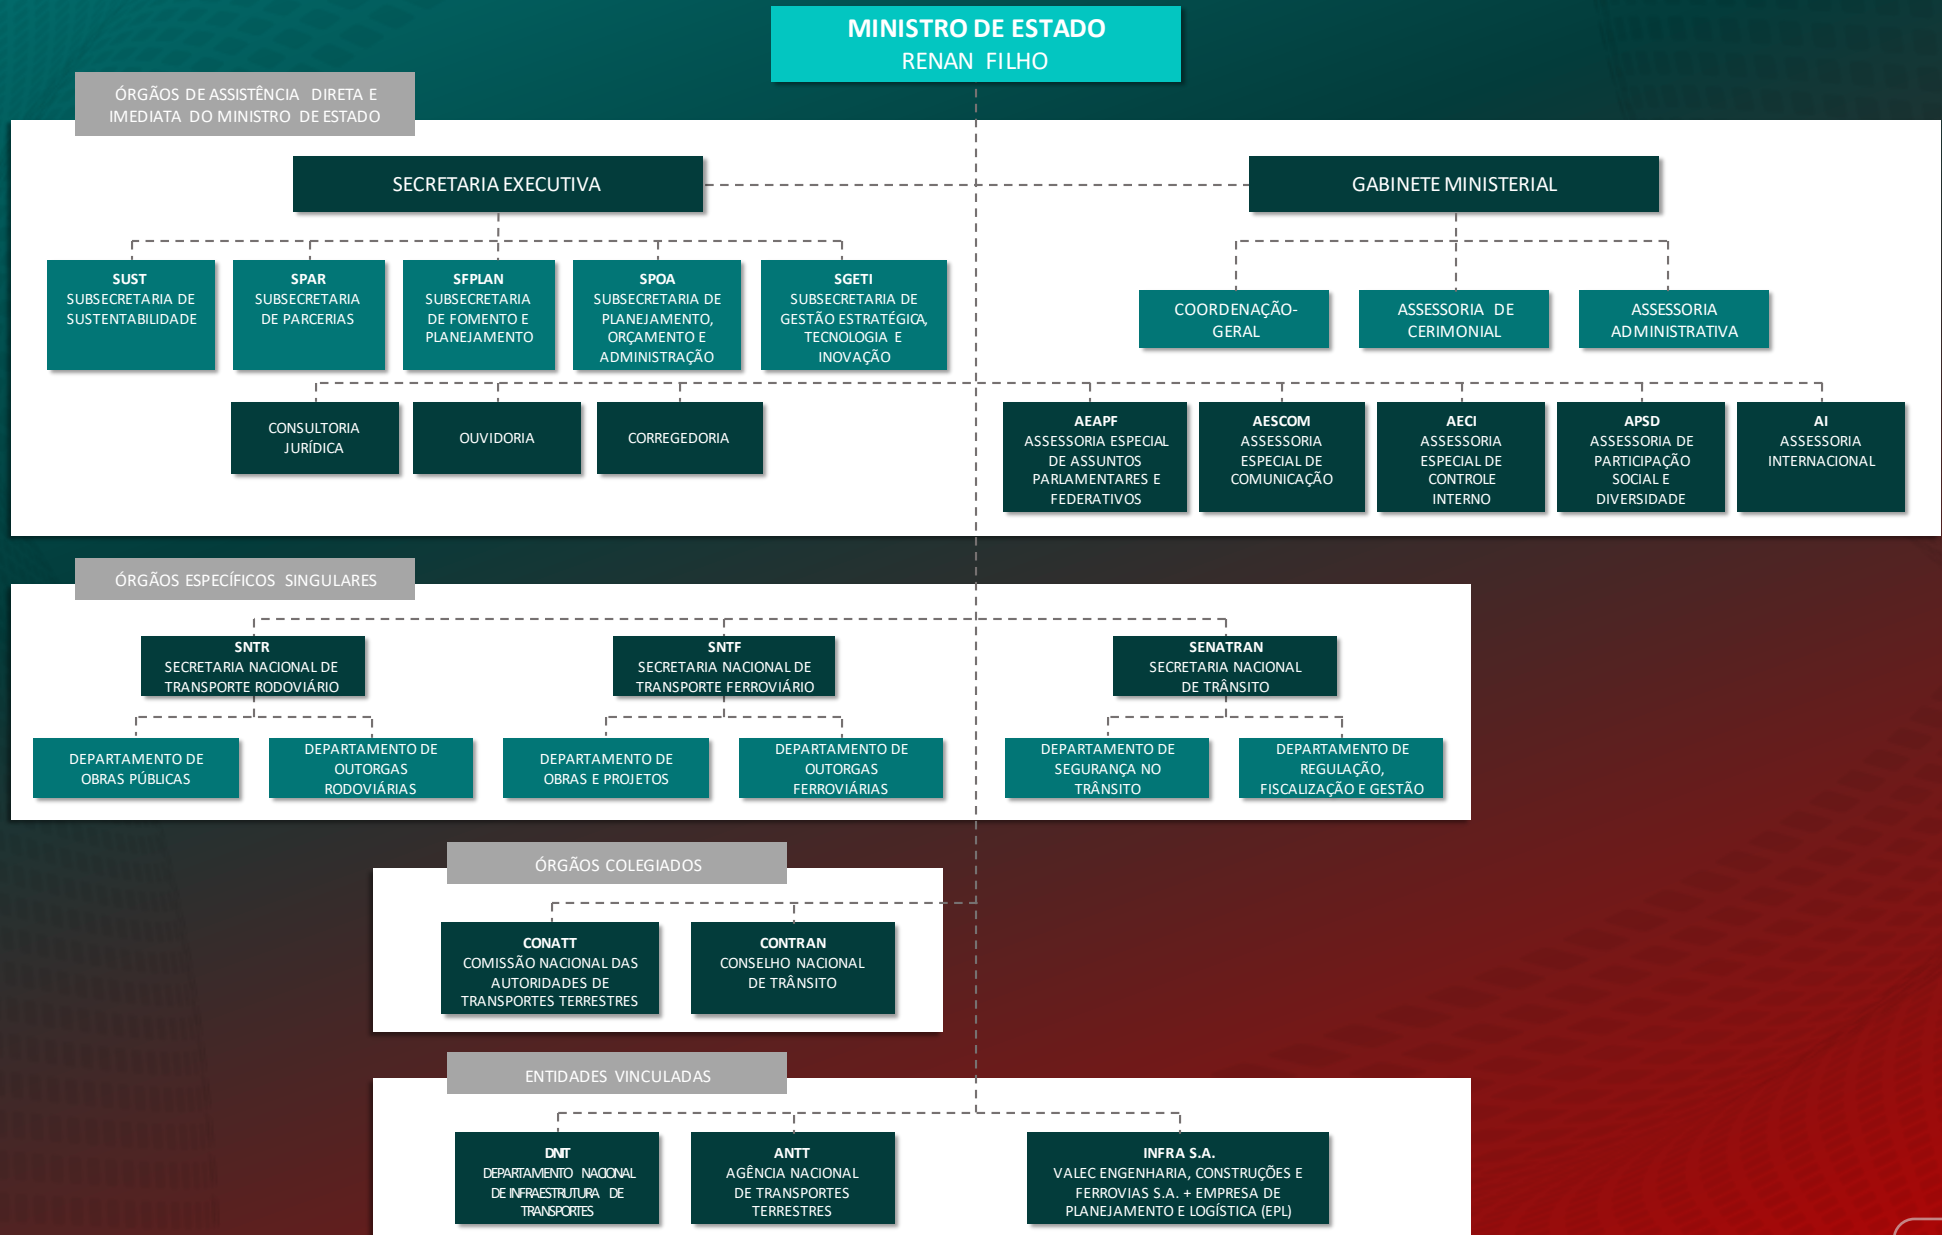 MINISTRO DE ESTADO
RENAN FILHO
ÓRGÃOS DE ASSISTÊNCIA DIRETA E
IMEDIATA DO MINISTRO DE ESTADO
SECRETARIA EXECUTIVA
GABINETE MINISTERIAL
SUST
SUBSECRETARIA DE
SUSTENTABILIDADE
SPAR
SUBSECRETARIA
DE PARCERIAS
SFPLAN
SUBSECRETARIA
DE FOMENTO E
PLANEJAMENTO
SPOA
SUBSECRETARIA DE
PLANEJAMENTO,
ORÇAMENTO E
ADMINISTRAÇÃO
SGETI
SUBSECRETARIA DE
GESTÃO ESTRATÉGICA,
TECNOLOGIA E
INOVAÇÃO
COORDENAÇÃO-
GERAL
ASSESSORIA DE
CERIMONIAL
ASSESSORIA
ADMINISTRATIVA
CONSULTORIA
JURÍDICA
OUVIDORIA
CORREGEDORIA
AEAPF
ASSESSORIA ESPECIAL
DE ASSUNTOS
PARLAMENTARES E
FEDERATIVOS
AESCOM
ASSESSORIA
ESPECIAL DE
COMUNICAÇÃO
AECI
ASSESSORIA
ESPECIAL DE
CONTROLE
INTERNO
APSD
ASSESSORIA DE
PARTICIPAÇÃO
SOCIAL E
DIVERSIDADE
AI
ASSESSORIA
INTERNACIONAL
ÓRGÃOS ESPECÍFICOS SINGULARES
SNTR
SECRETARIA NACIONAL DE
TRANSPORTE RODOVIÁRIO
SNTF
SECRETARIA NACIONAL DE
TRANSPORTE FERROVIÁRIO
SENATRAN
SECRETARIA NACIONAL
DE TRÂNSITO
DEPARTAMENTO DE
OBRAS PÚBLICAS
DEPARTAMENTO DE
OUTORGAS
RODOVIÁRIAS
DEPARTAMENTO DE
OBRAS E PROJETOS
DEPARTAMENTO DE
OUTORGAS
FERROVIÁRIAS
DEPARTAMENTO DE
SEGURANÇA NO
TRÂNSITO
DEPARTAMENTO DE
REGULAÇÃO,
FISCALIZAÇÃO E GESTÃO
ÓRGÃOS COLEGIADOS
CONATT
COMISSÃO NACIONAL DAS
AUTORIDADES DE
TRANSPORTES TERRESTRES
CONTRAN
CONSELHO NACIONAL
DE TRÂNSITO
ENTIDADES VINCULADAS
DNIT
DEPARTAMENTO NACIONAL
DE INFRAESTRUTURA DE
TRANSPORTES
ANTT
AGÊNCIA NACIONAL
DE TRANSPORTES
TERRESTRES
INFRA S.A.
VALEC ENGENHARIA, CONSTRUÇÕES E
FERROVIAS S.A. + EMPRESA DE
PLANEJAMENTO E LOGÍSTICA (EPL)